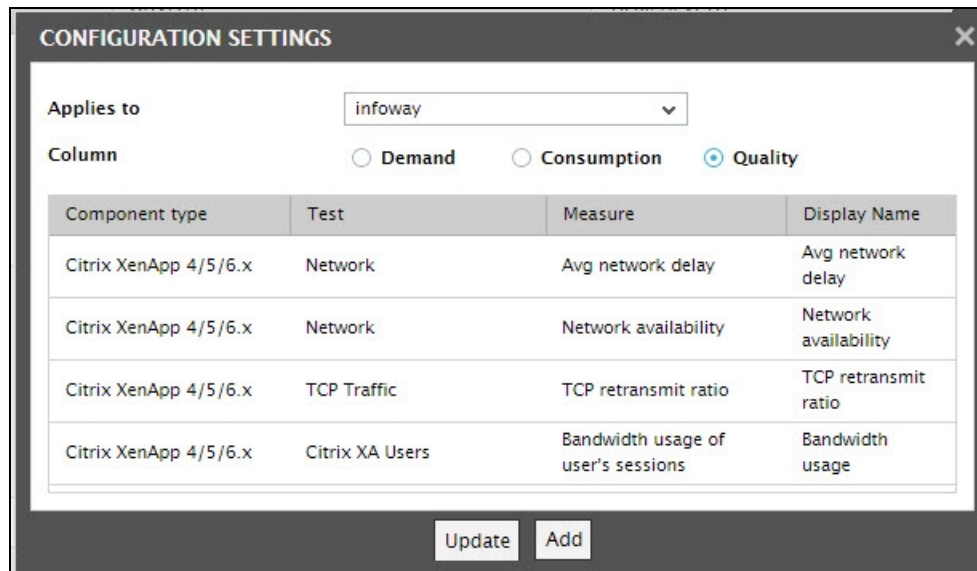 CONFIGURATION SETTINGS
Applies to
infoway
Column
Demand
Consumption
Quality
Component type Test Measure Display Name
Citrix XenApp 4/5/6.x Network Avg network delay Avg network
delay
Citrix XenApp 4/5/6.x Network Network availability Network
availability
Citrix XenApp 4/5/6.x TCP Traffic TCP retransmit ratio TCP retransmit
ratio
Citrix XenApp 4/5/6.x Citrix XA Users Bandwidth usage of
user's sessions Bandwidth
usage
Update Add